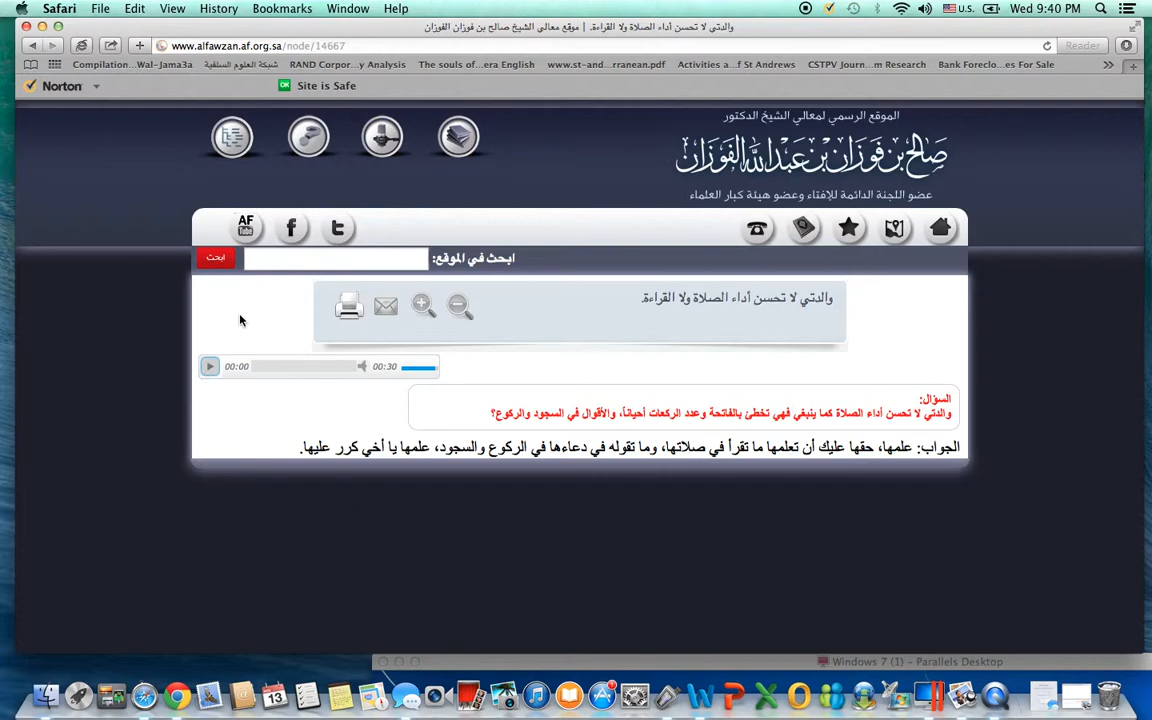 Safari File Edit View History Bookmarks Window Help U.S. Wed 9:40 PM
والدتي لا تحسن أداء الصلاة ولا القراءة. | موقع معالي الشيخ صالح بن فوزان الفوزان
www.alfawzan.af.org.sa/node/14667 Reader
Compilation...Wal-Jama3a شبكة العلوم السلفية RAND Corpor...y Analysis The souls of...era English www.st-and...rranean.pdf Activities a...f St Andrews CSTPV Journ...m Research Bank Foreclo...es For Sale
Norton OK Site is Safe
الموقع الرسمي لمعالي الشيخ الدكتور
صالح بن فوزان بن عبدالله الفوزان
عضو اللجنة الدائمة للإفتاء وعضو هيئة كبار العلماء
AF
Tube
ابحث في الموقع: ابحث
والدتي لا تحسن أداء الصلاة ولا القراءة.
00:00 00:30
السؤال:
والدتي لا تحسن أداء الصلاة كما ينبغي فهي تخطئ بالفاتحة وعدد الركعات أحياناً، والأقوال في السجود والركوع؟
الجواب: علمها، حقها عليك أن تعلمها ما تقرأ في صلاتها، وما تقوله في دعاءها في الركوع والسجود، علمها يا أخي كرر عليها.
Windows 7 (1) - Parallels Desktop
13